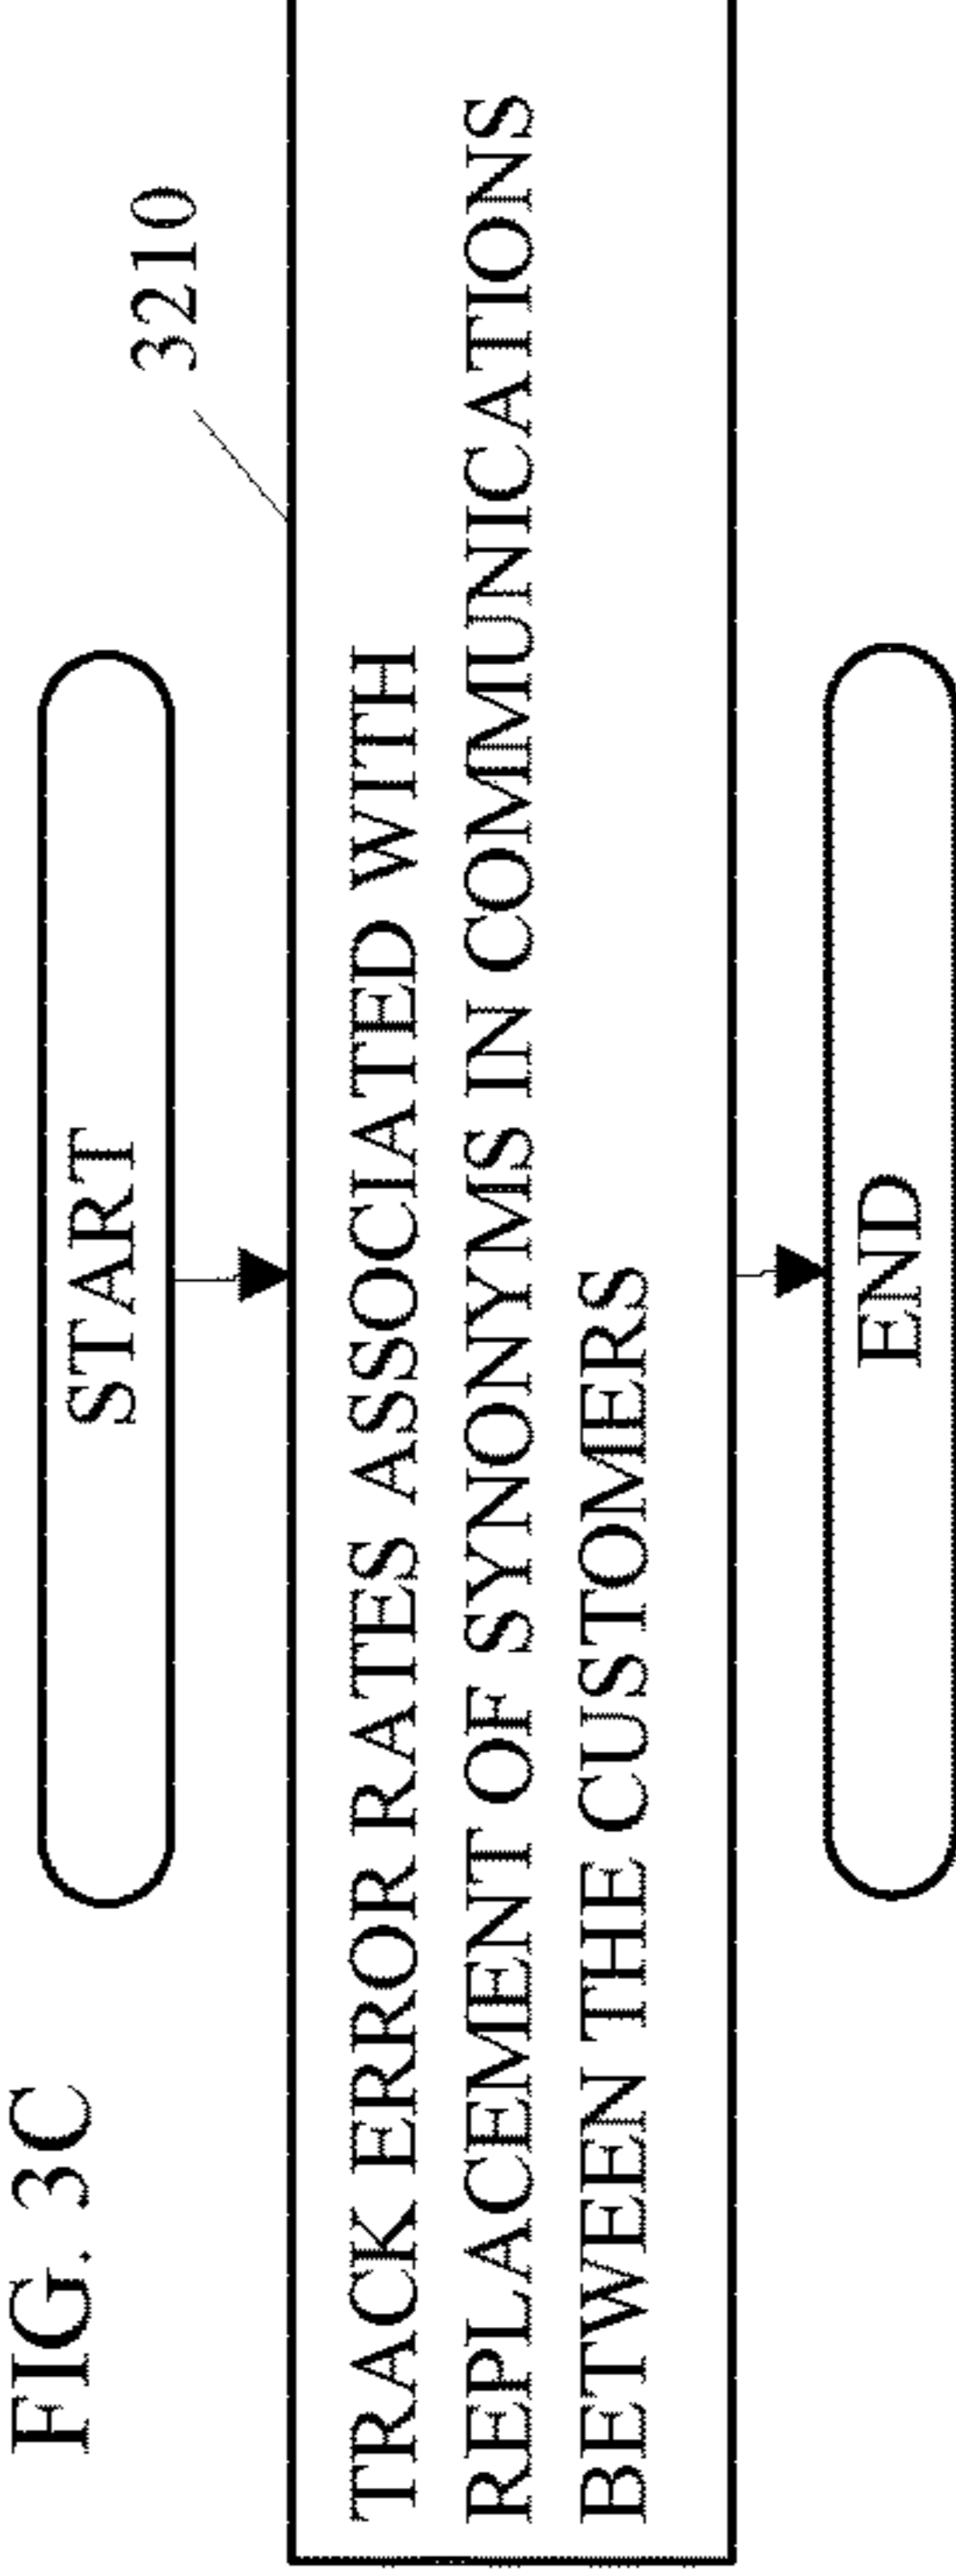 FIG. 3C
START
3210
TRACK ERROR RATES ASSOCIATED WITH
REPLACEMENT OF SYNONYMS IN COMMUNICATIONS
BETWEEN THE CUSTOMERS
END